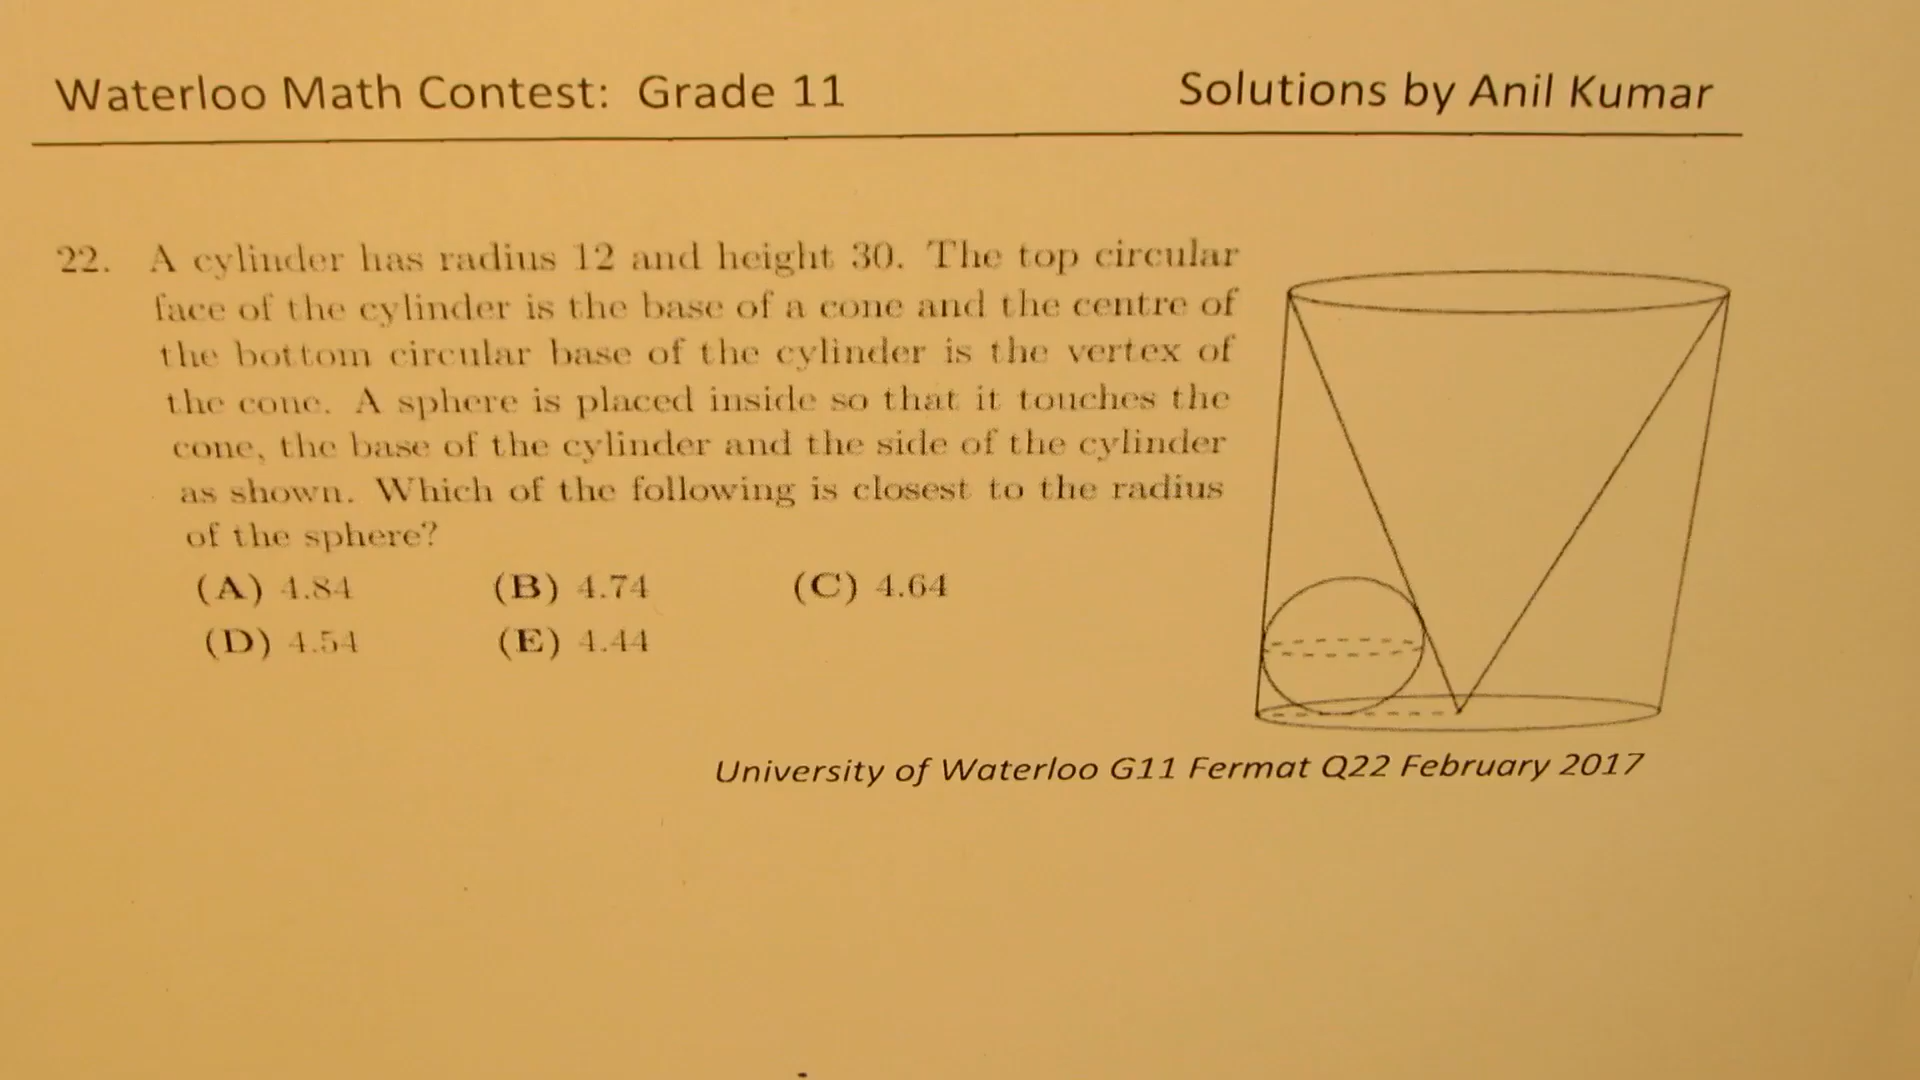 Waterloo Math Contest: Grade 11
Solutions by Anil Kumar
22. A cylinder has radius 12 and height 30. The top circular
face of the cylinder is the base of a cone and the centre of
the bottom circular base of the cylinder is the vertex of
the cone. A sphere is placed inside so that it touches the
cone, the base of the cylinder and the side of the cylinder
as shown. Which of the following is closest to the radius
of the sphere?
(A) 4.84 (B) 4.74 (C) 4.64
(D) 4.54 (E) 4.44
University of Waterloo G11 Fermat Q22 February 2017